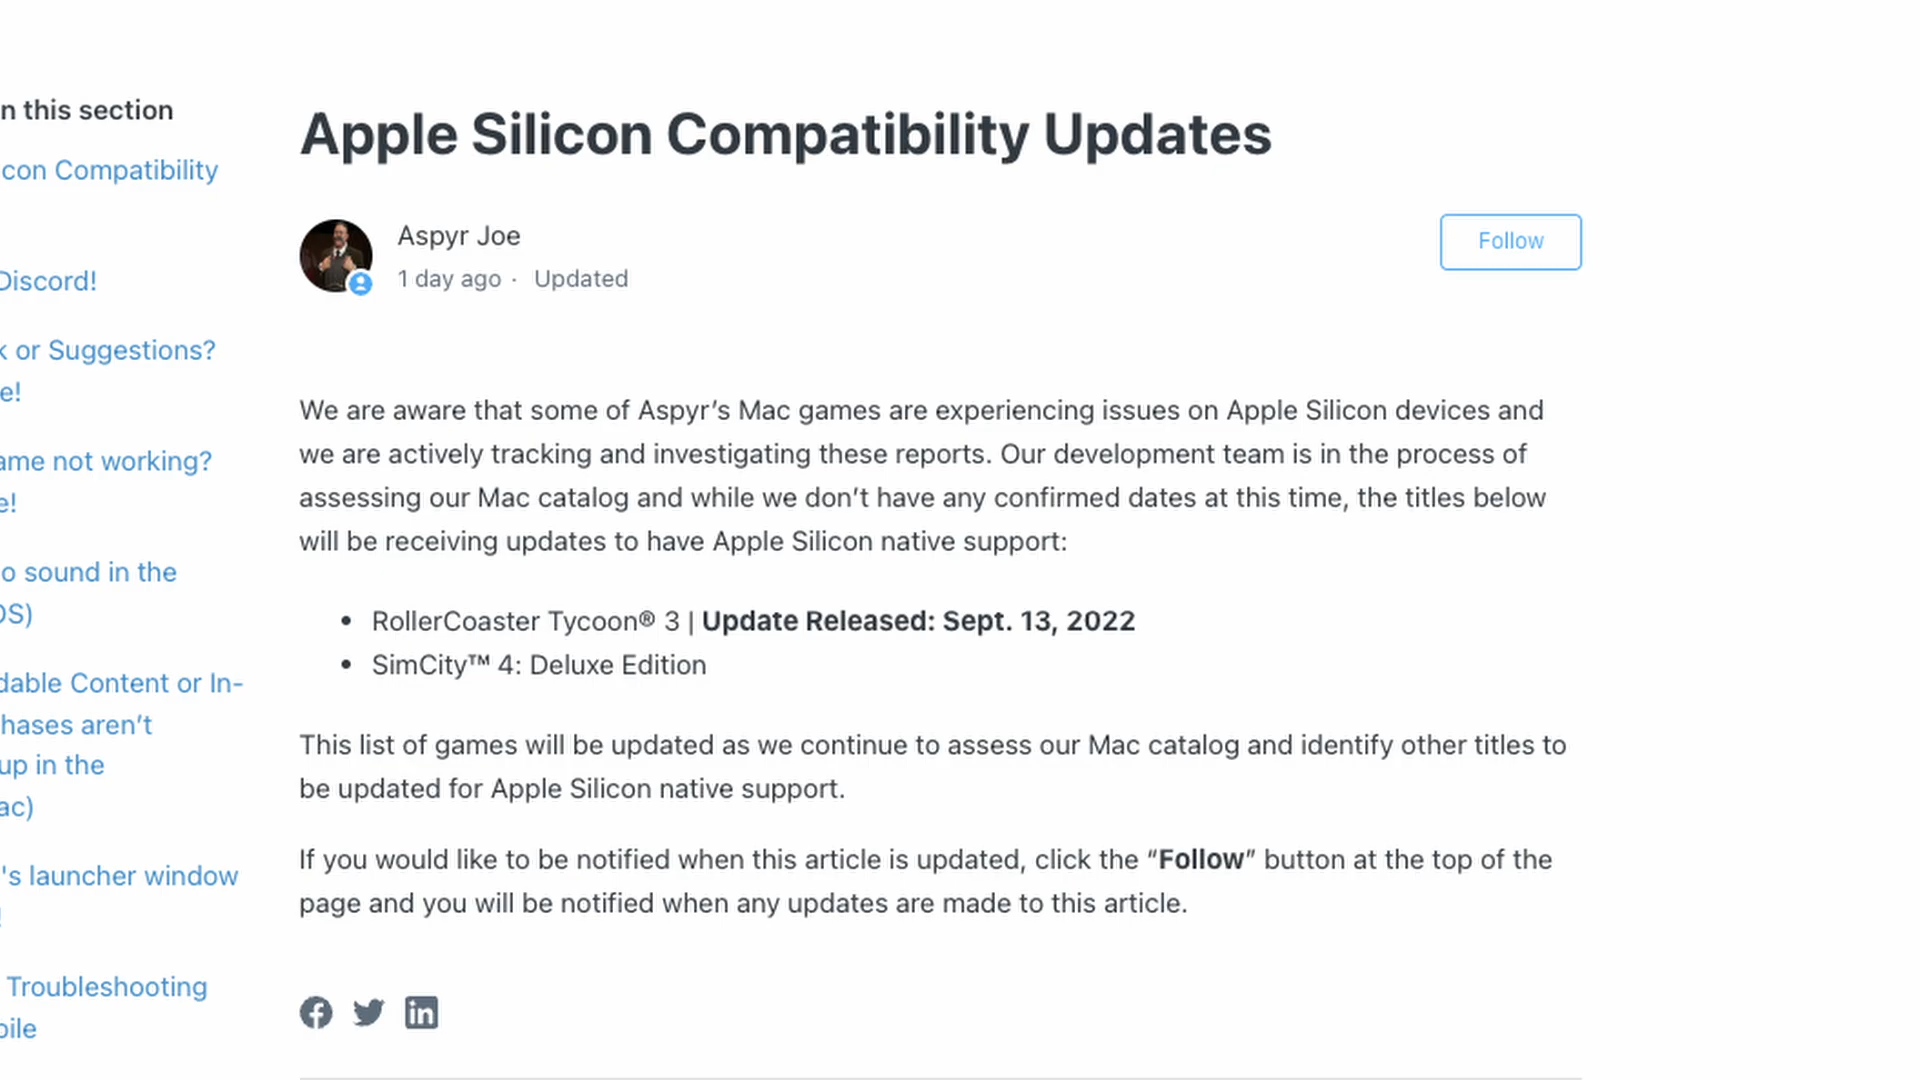 n this section
con Compatibility
Discord!
k or Suggestions?
e!
ame not working?
e!
o sound in the
OS)
dable Content or In-
hases aren’t
up in the
ac)
's launcher window
!
Troubleshooting
bile
Apple Silicon Compatibility Updates
Aspyr Joe
1 day ago · Updated
Follow
We are aware that some of Aspyr’s Mac games are experiencing issues on Apple Silicon devices and
we are actively tracking and investigating these reports. Our development team is in the process of
assessing our Mac catalog and while we don’t have any confirmed dates at this time, the titles below
will be receiving updates to have Apple Silicon native support:
• RollerCoaster Tycoon® 3 | Update Released: Sept. 13, 2022
• SimCity™ 4: Deluxe Edition
This list of games will be updated as we continue to assess our Mac catalog and identify other titles to
be updated for Apple Silicon native support.
If you would like to be notified when this article is updated, click the “Follow” button at the top of the
page and you will be notified when any updates are made to this article.